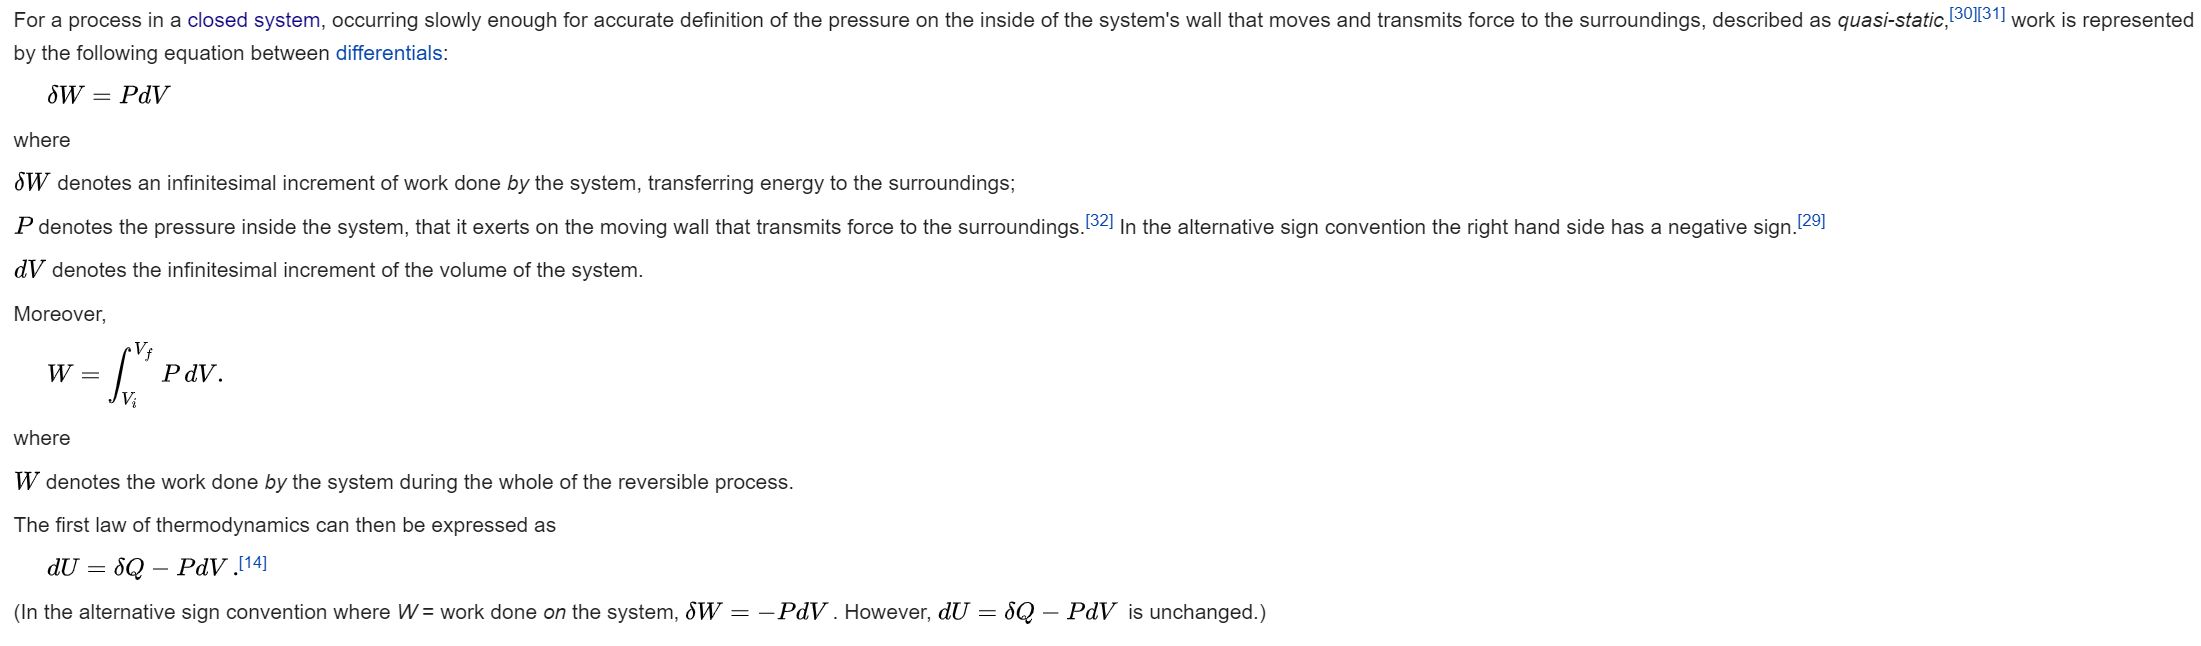 For a process in a closed system, occurring slowly enough for accurate definition of the pressure on the inside of the system's wall that moves and transmits force to the surroundings, described as quasi-static,[30][31] work is represented
by the following equation between differentials:
δW = PdV
where
δW denotes an infinitesimal increment of work done by the system, transferring energy to the surroundings;
P denotes the pressure inside the system, that it exerts on the moving wall that transmits force to the surroundings.[32] In the alternative sign convention the right hand side has a negative sign.[29]
dV denotes the infinitesimal increment of the volume of the system.
Moreover,
W = ∫_{V_i}^{V_f} P dV.
where
W denotes the work done by the system during the whole of the reversible process.
The first law of thermodynamics can then be expressed as
dU = δQ − PdV .[14]
(In the alternative sign convention where W = work done on the system, δW = −PdV . However, dU = δQ − PdV is unchanged.)